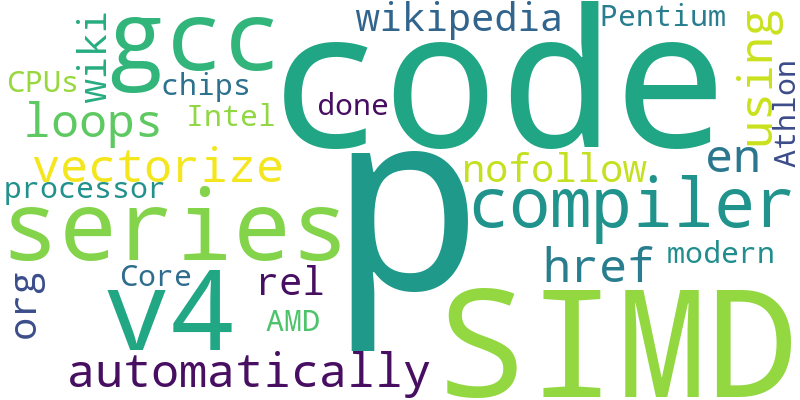 wikipedia
Pentium
gcc
code
wiki
using
CPUs
chips
done
Intel
loops
Athlon
vectorize
p
nofollow
en
processor
compiler
series
href
modern
org
Core
rel
v4
AMD
SIMD
automatically